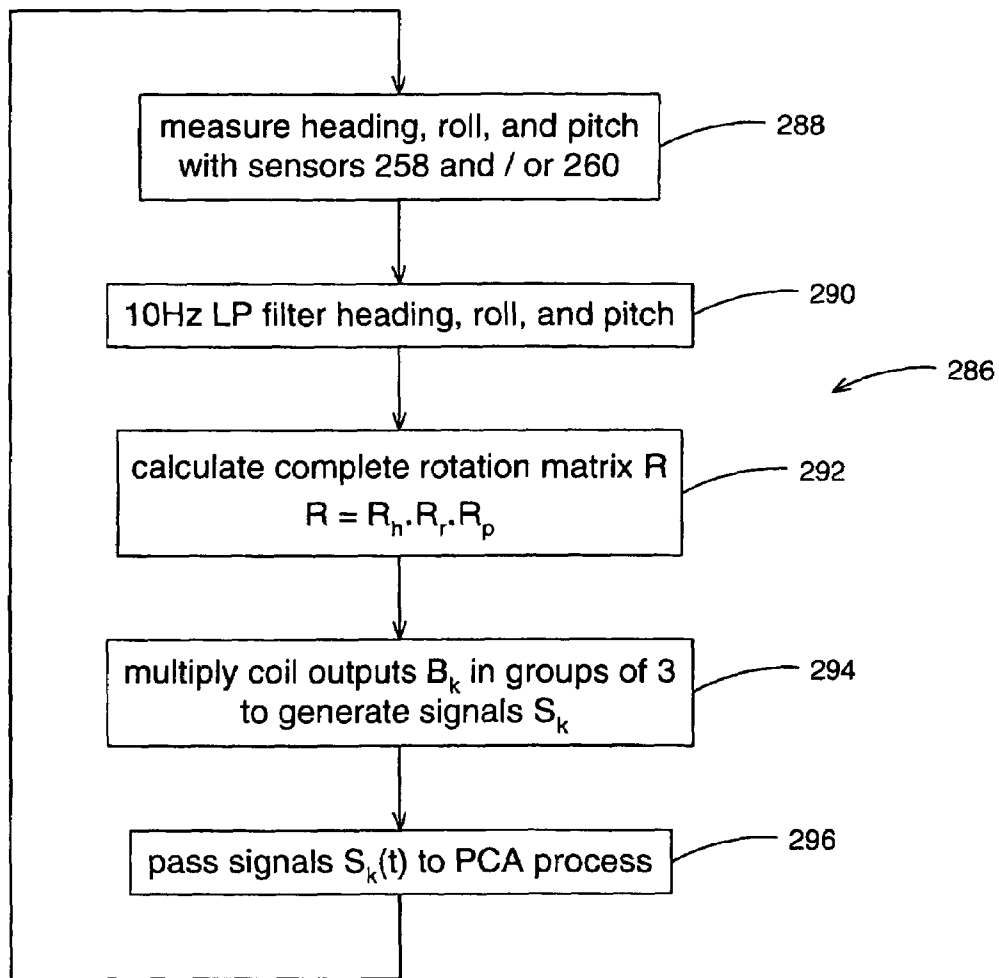 measure heading, roll, and pitch
with sensors 258 and / or 260
288
10Hz LP filter heading, roll, and pitch
290
286
calculate complete rotation matrix R
R = Rh.Rr.Rp
292
multiply coil outputs Bk in groups of 3
to generate signals Sk
294
pass signals Sk(t) to PCA process
296